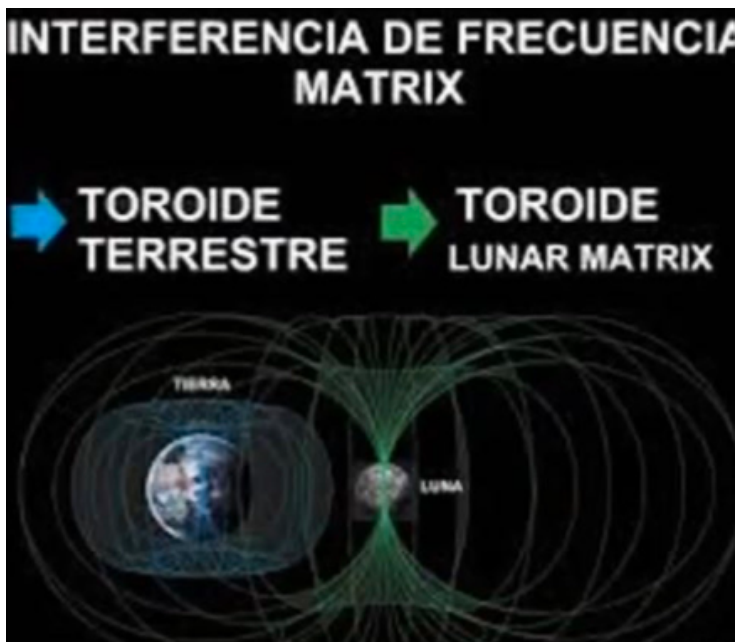 INTERFERENCIA DE FRECUENCIA
MATRIX
TOROIDE
TERRESTRE
TOROIDE
LUNAR MATRIX
TIERRA
LUNA